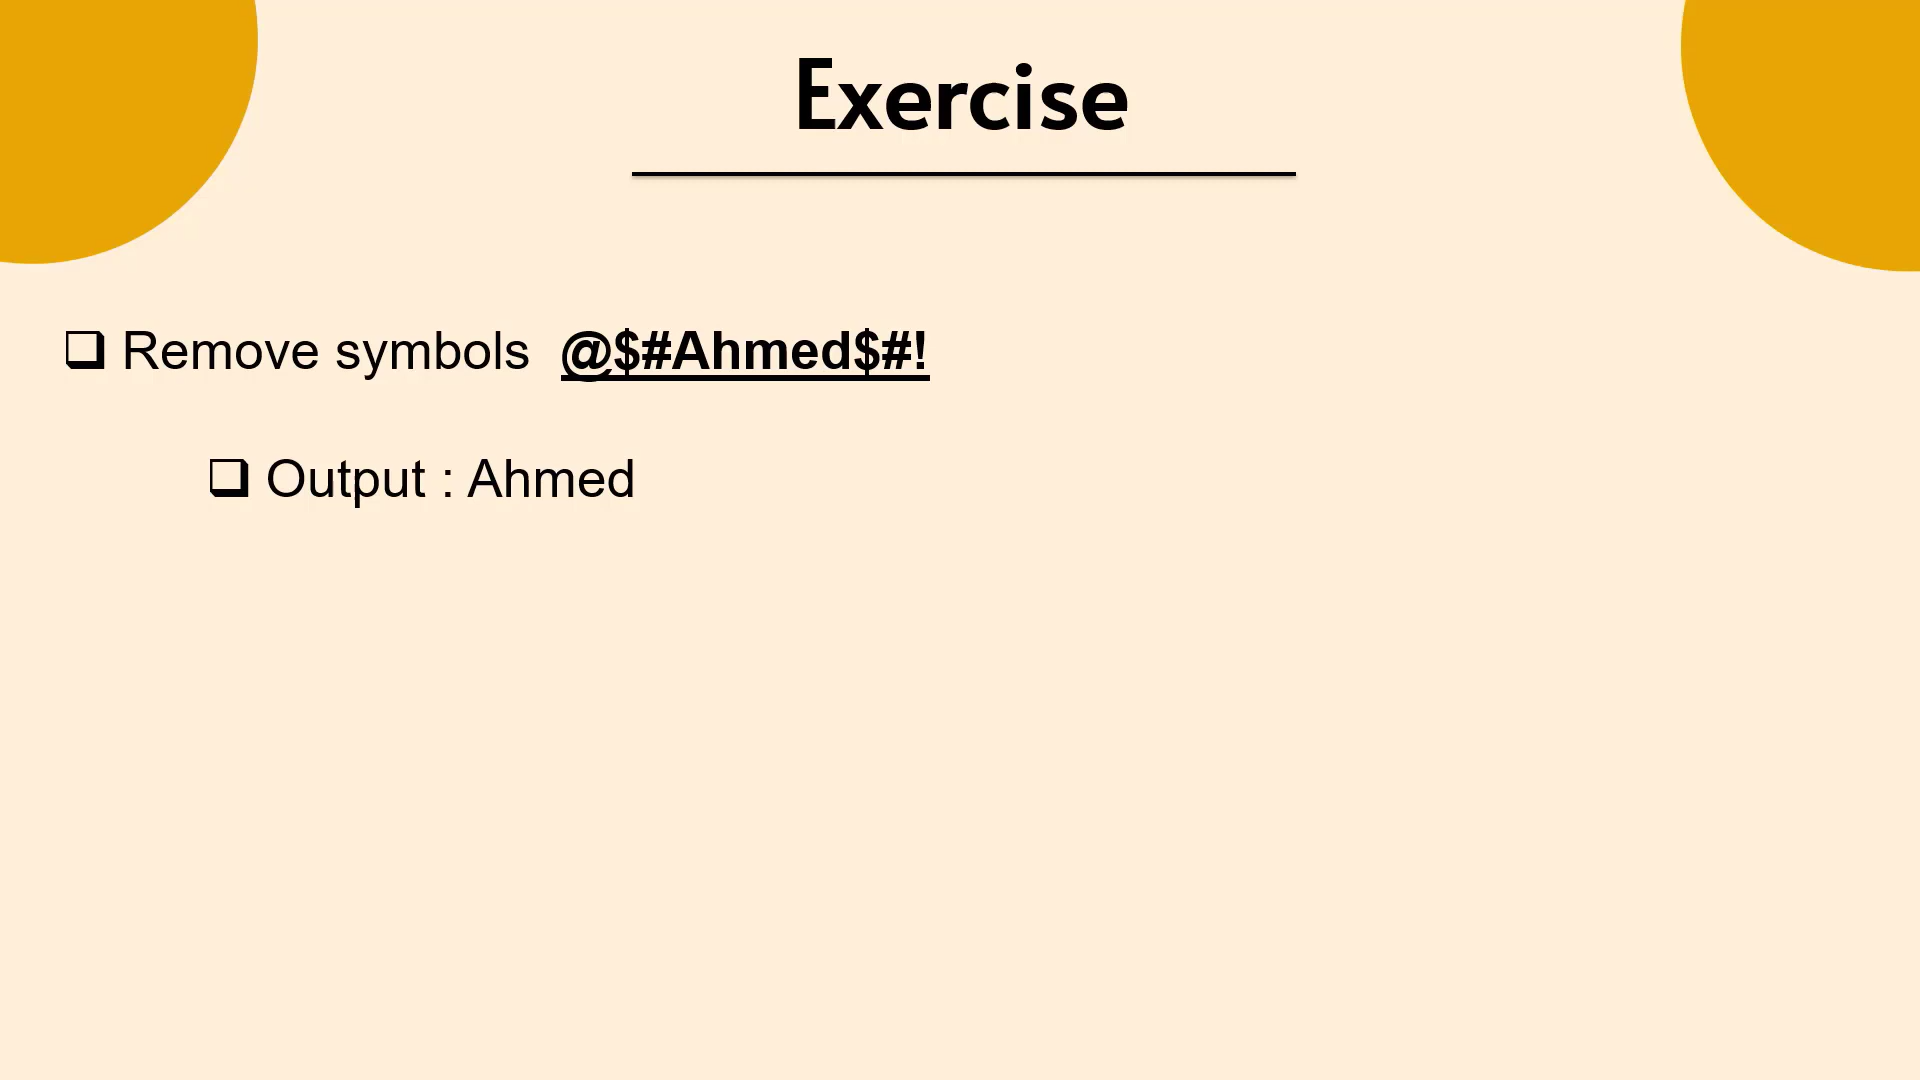 Exercise
❑ Remove symbols @$#Ahmed$#!
❑ Output : Ahmed